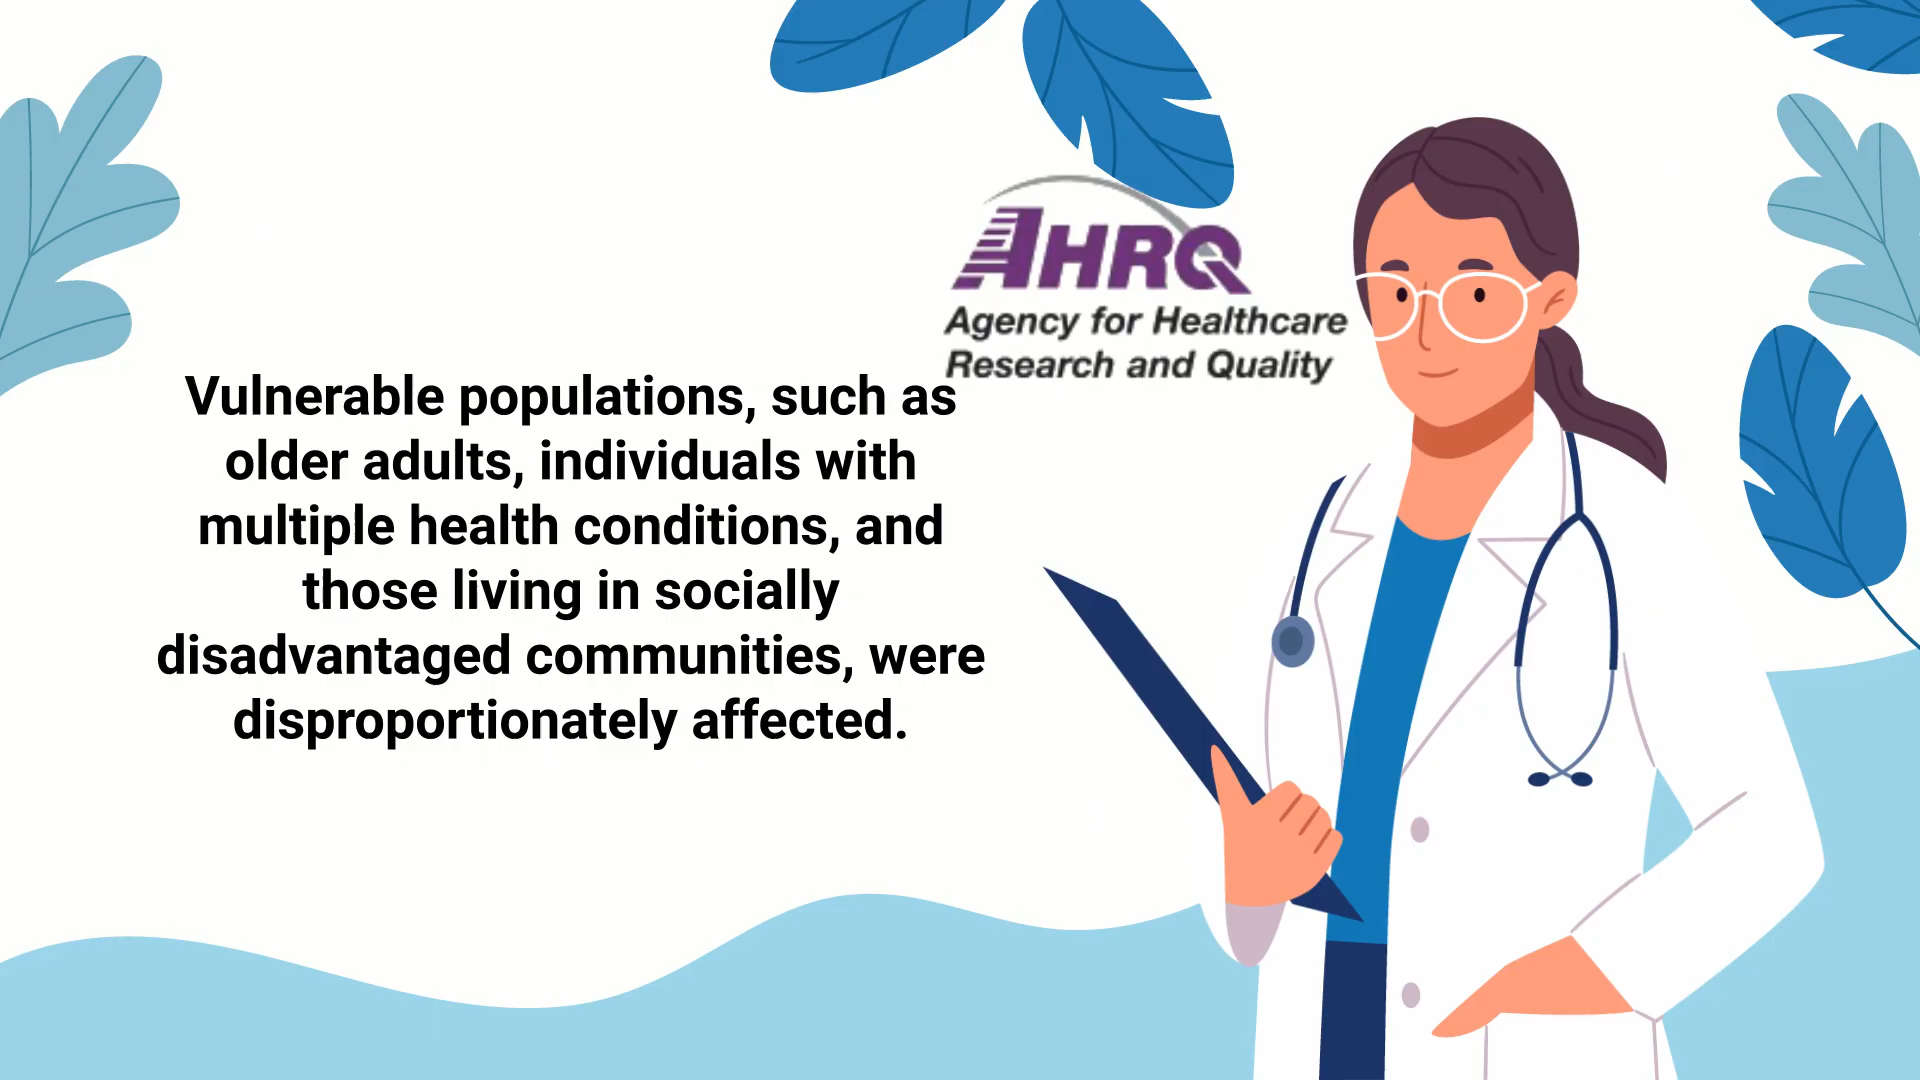 AHRQ
Agency for Healthcare
Research and Quality
Vulnerable populations, such as
older adults, individuals with
multiple health conditions, and
those living in socially
disadvantaged communities, were
disproportionately affected.